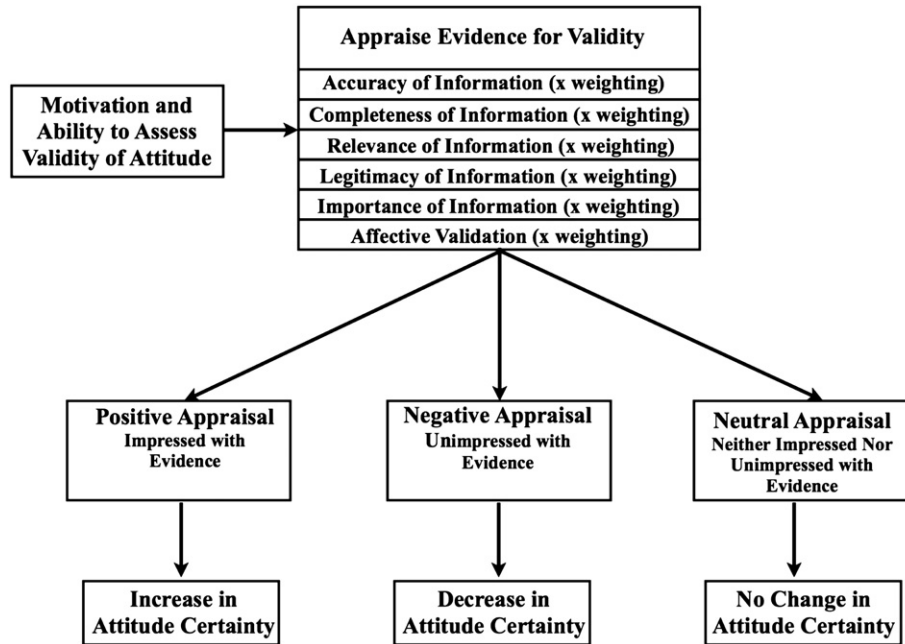 Appraise Evidence for Validity
Accuracy of Information (x weighting)
Completeness of Information (x weighting)
Relevance of Information (x weighting)
Legitimacy of Information (x weighting)
Importance of Information (x weighting)
Affective Validation (x weighting)
Motivation and
Ability to Assess
Validity of Attitude
Positive Appraisal
Impressed with
Evidence
Negative Appraisal
Unimpressed with
Evidence
Neutral Appraisal
Neither Impressed Nor
Unimpressed with
Evidence
Increase in
Attitude Certainty
Decrease in
Attitude Certainty
No Change in
Attitude Certainty